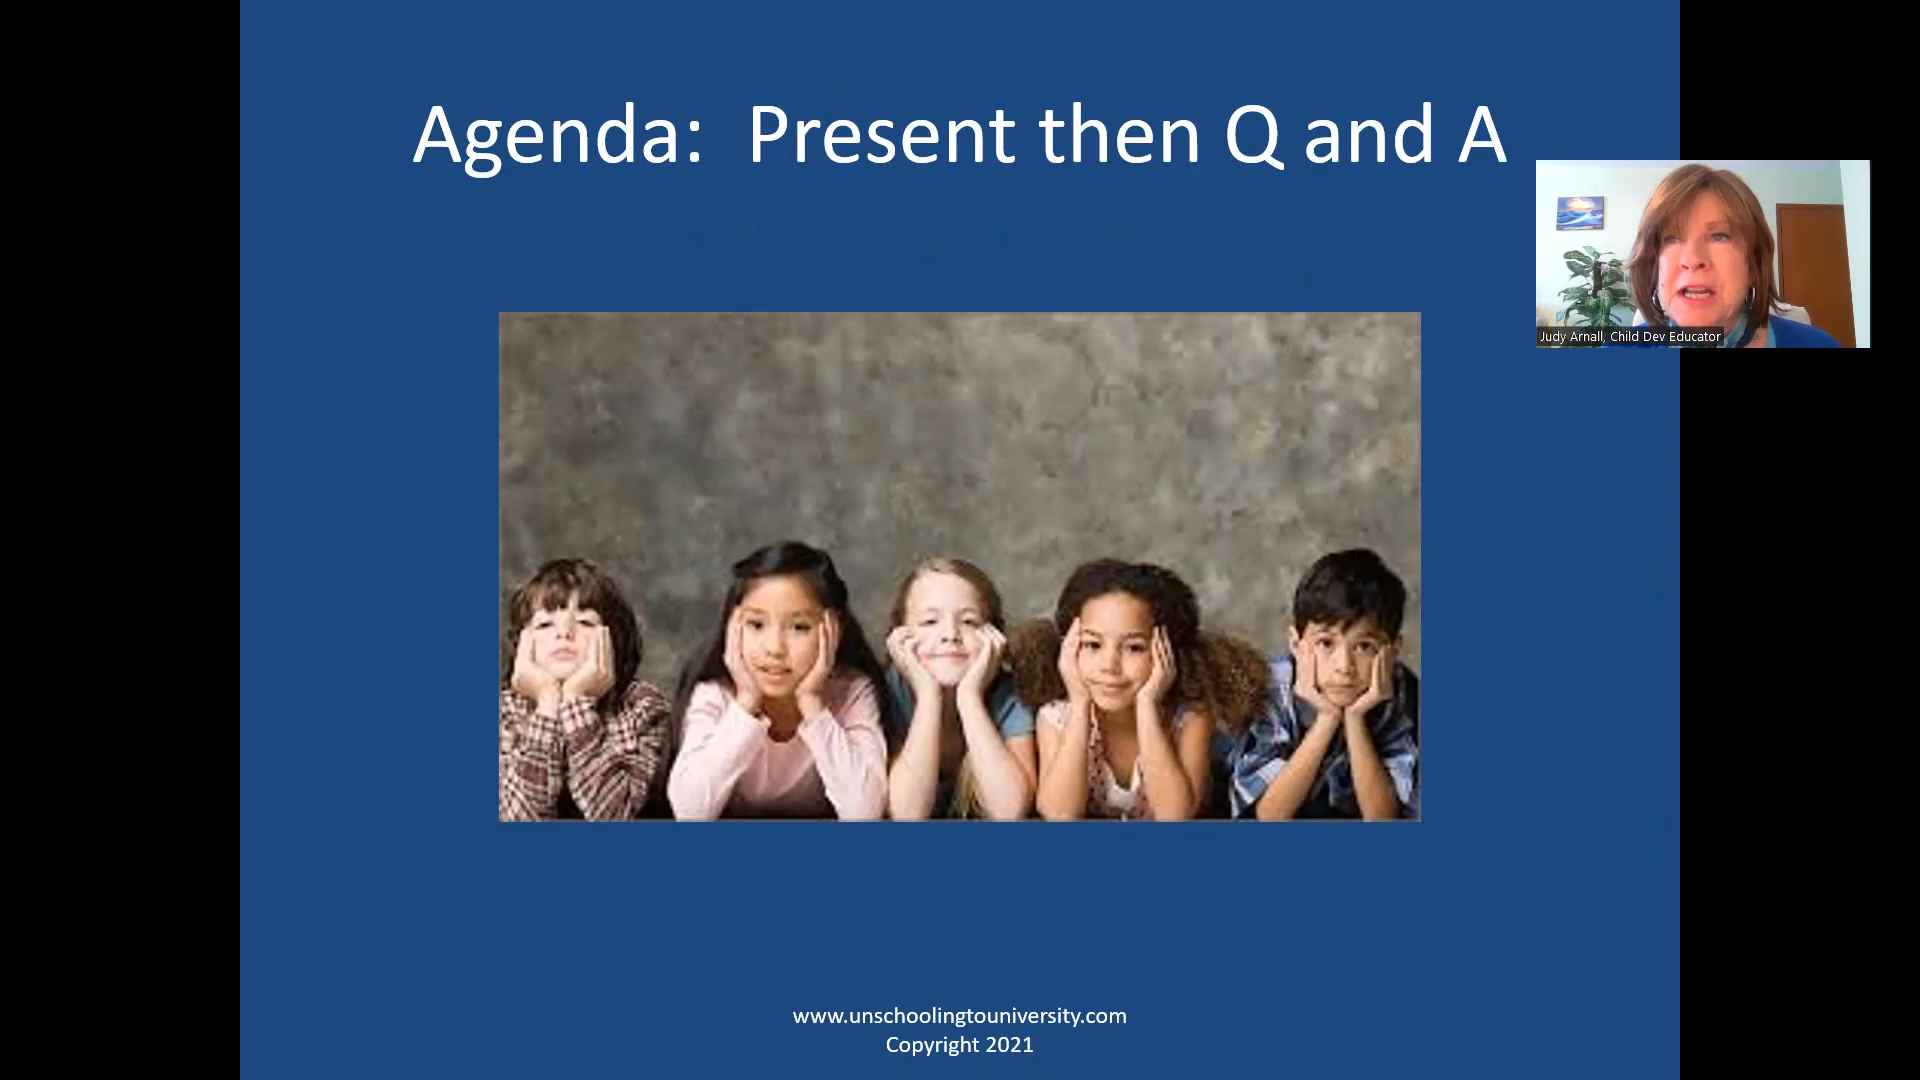 Agenda:  Present then Q and A
Judy Arnall, Child Dev Educator
www.unschoolingtouniversity.com
Copyright 2021